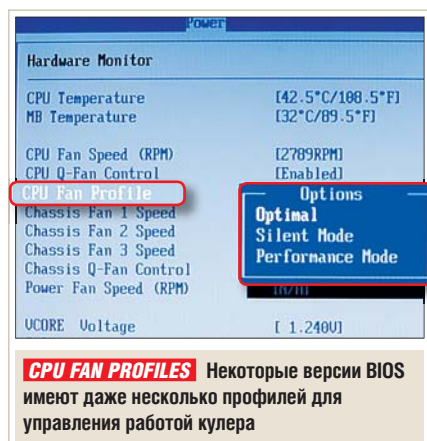 Power
Hardware Monitor
CPU Temperature [42.5°C/108.5°F]
MB Temperature [32°C/89.5°F]
CPU Fan Speed (RPM) [2789RPM]
CPU Q-Fan Control [Enabled]
CPU Fan Profile
Options
Chassis Fan 1 Speed
Optimal
Chassis Fan 2 Speed
Silent Mode
Chassis Fan 3 Speed
Performance Mode
Chassis Q-Fan Control
Power Fan Speed (RPM) [N/A]
VCORE Voltage [ 1.240V]
CPU FAN PROFILES Некоторые версии BIOS
имеют даже несколько профилей для
управления работой кулера